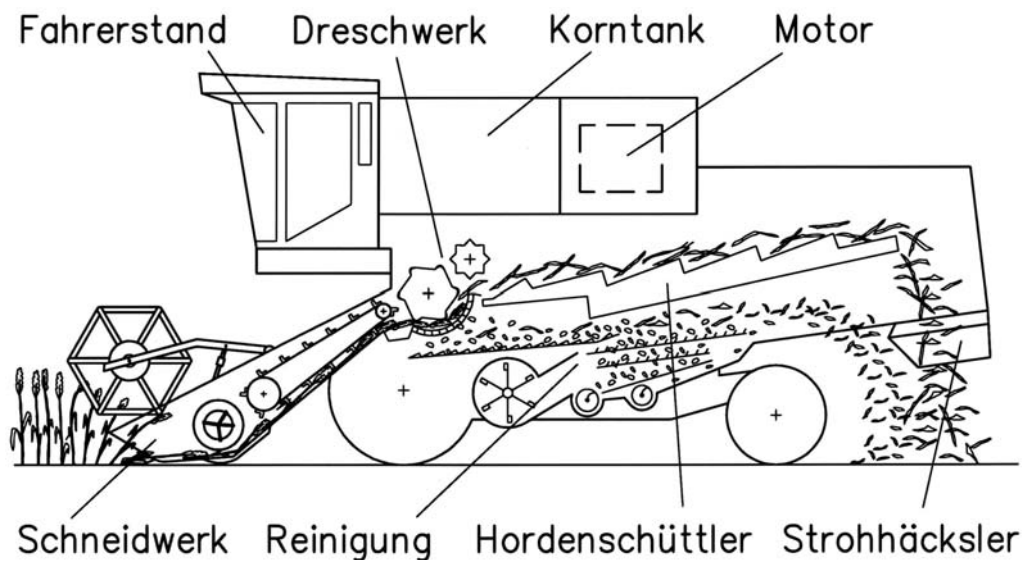 Fahrerstand Dreschwerk Korntank Motor
Schneidwerk Reinigung Hordenschüttler Strohhäcksler